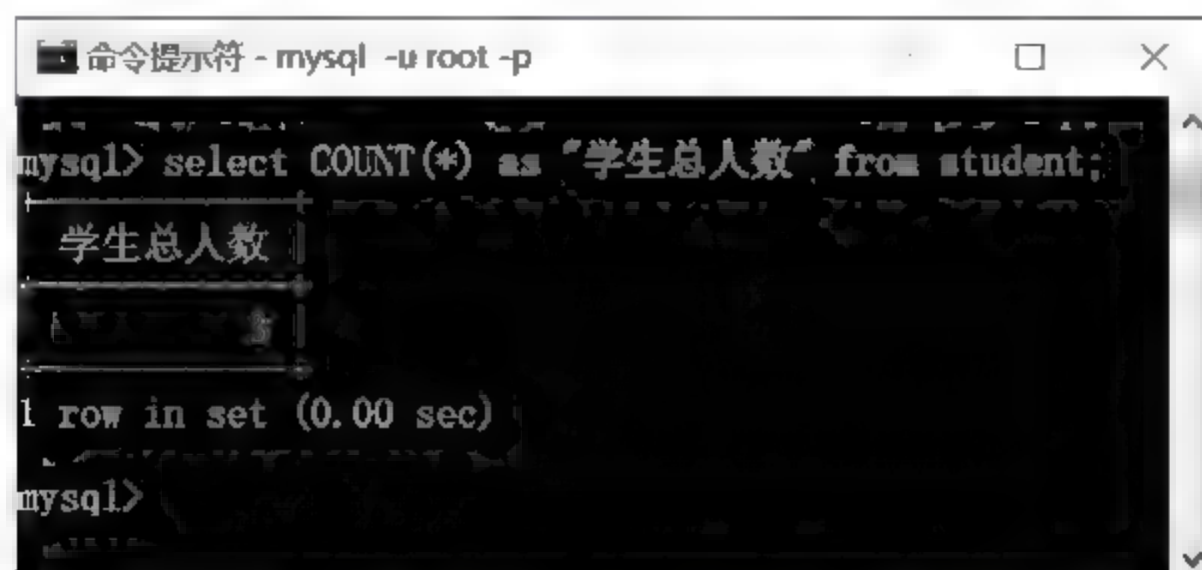 命令提示符 - mysql -u root -p
mysql> select COUNT(*) as "学生总人数" from student;
学生总人数
1 row in set (0.00 sec)
mysql>